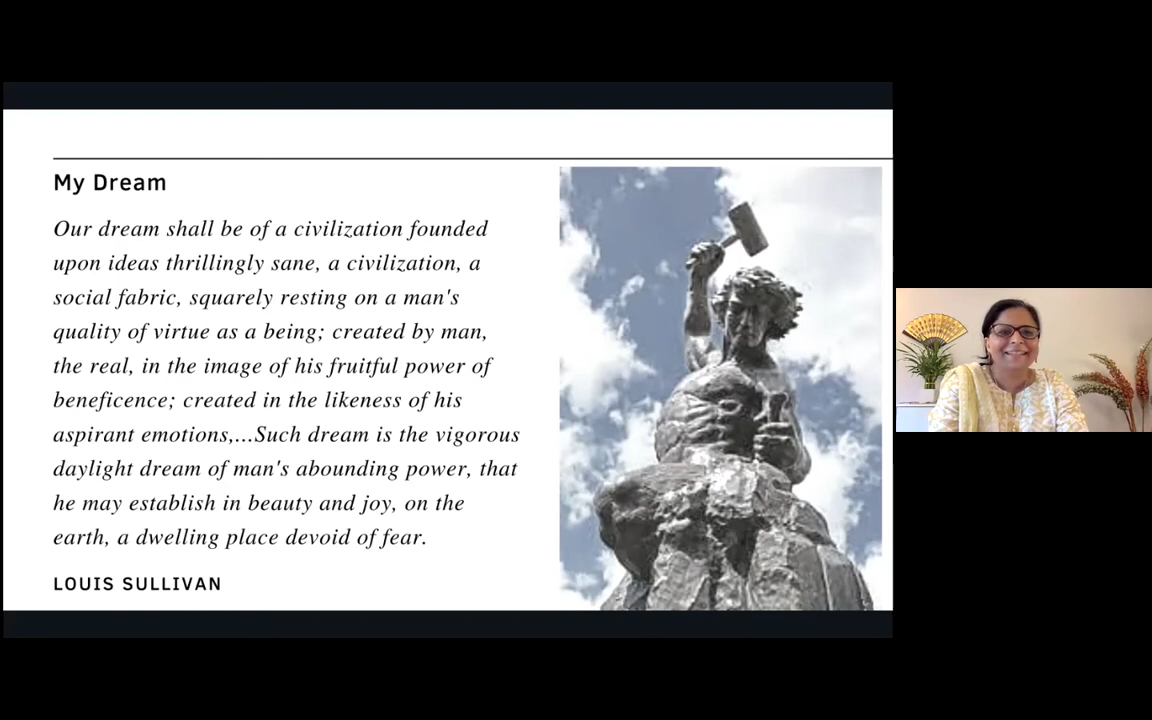 My Dream
Our dream shall be of a civilization founded
upon ideas thrillingly sane, a civilization, a
social fabric, squarely resting on a man's
quality of virtue as a being; created by man,
the real, in the image of his fruitful power of
beneficence; created in the likeness of his
aspirant emotions,...Such dream is the vigorous
daylight dream of man's abounding power, that
he may establish in beauty and joy, on the
earth, a dwelling place devoid of fear.
LOUIS SULLIVAN